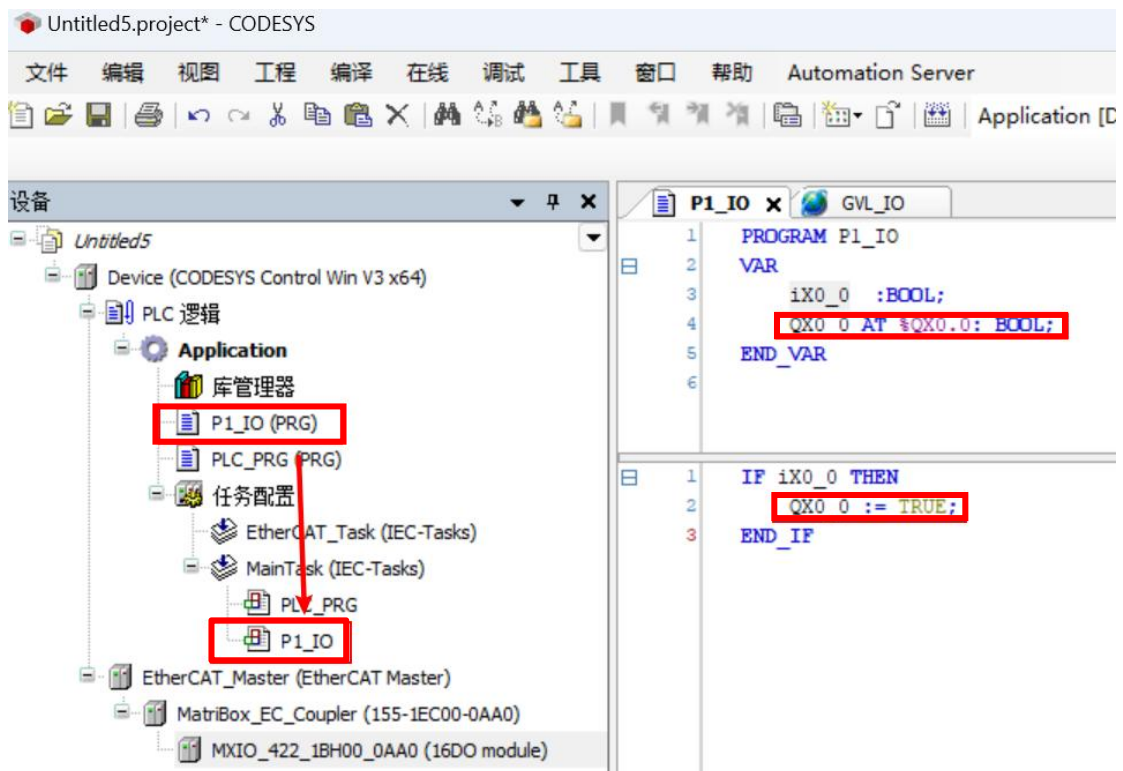 Untitled5.project* - CODESYS
文件 编辑 视图 工程 编译 在线 调试 工具 窗口 帮助 Automation Server
Application [D
设备
Untitled5
Device (CODESYS Control Win V3 x64)
PLC 逻辑
Application
库管理器
P1_IO (PRG)
PLC_PRG (PRG)
任务配置
EtherCAT_Task (IEC-Tasks)
MainTask (IEC-Tasks)
PLC_PRG
P1_IO
EtherCAT_Master (EtherCAT Master)
MatriBox_EC_Coupler (155-1EC00-0AA0)
MXIO_422_1BH00_0AA0 (16DO module)
P1_IO GVL_IO
1 PROGRAM P1_IO
2 VAR
3 iX0_0 :BOOL;
4 QX0_0 AT %QX0.0: BOOL;
5 END_VAR
6
1 IF iX0_0 THEN
2 QX0_0 := TRUE;
3 END_IF